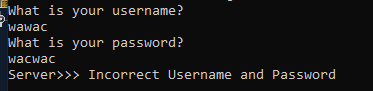 What is your username?
wawac
What is your password?
wacwac
Server>>> Incorrect Username and Password